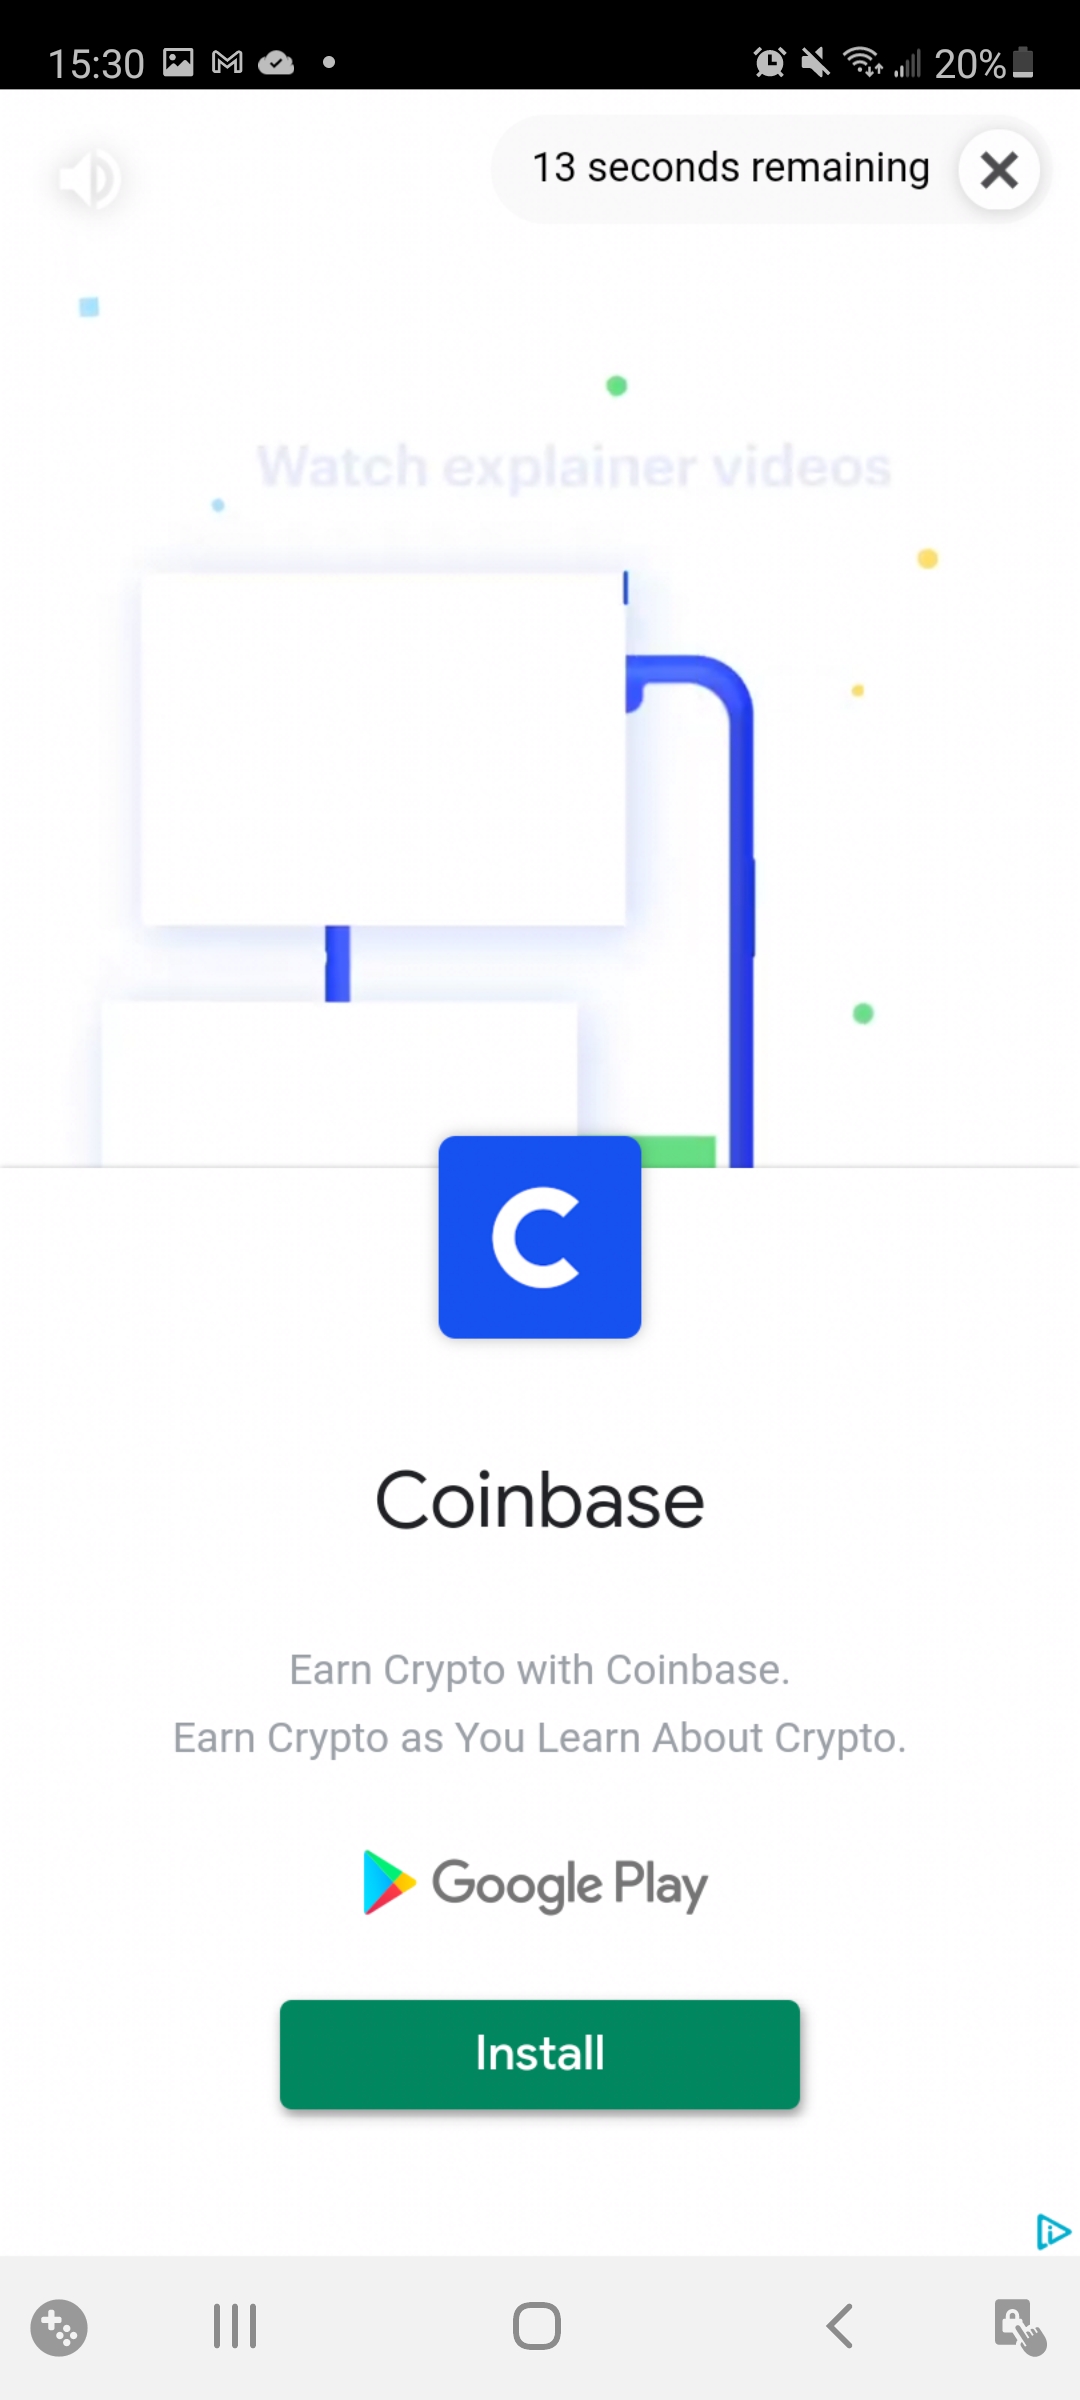 15:30
20%
13 seconds remaining
Watch explainer videos
Coinbase
Earn Crypto with Coinbase.
Earn Crypto as You Learn About Crypto.
Google Play
Install